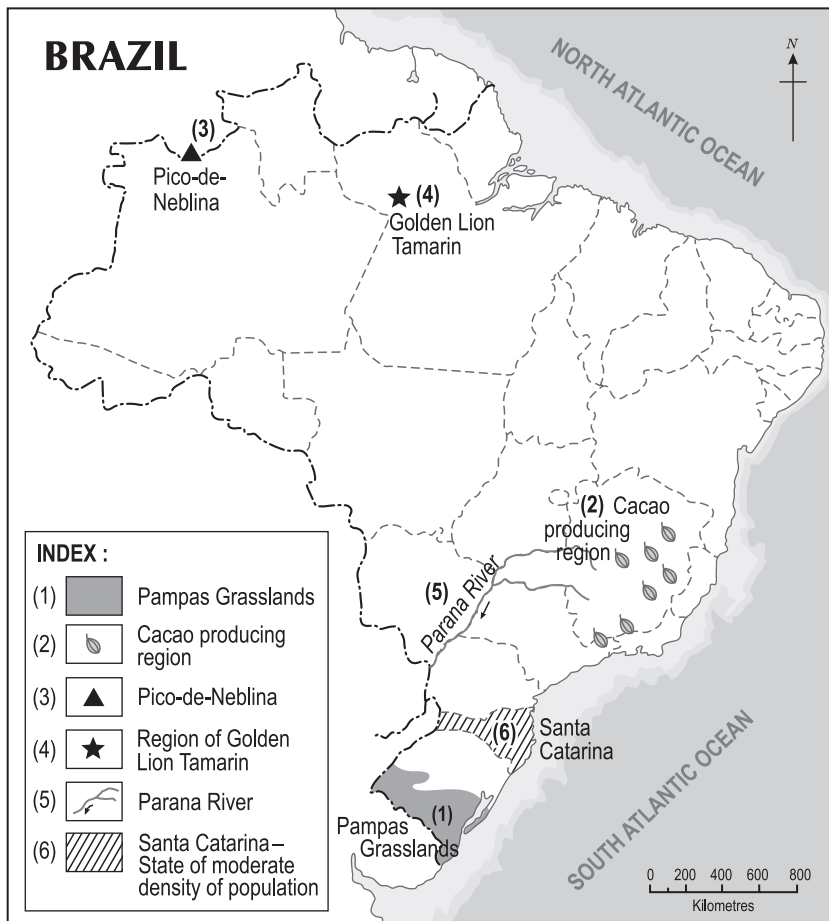 BRAZIL
N
NORTH ATLANTIC OCEAN
(3)
Pico-de-
Neblina
(4)
Golden Lion
Tamarin
(2) Cacao
producing
region
(5)
Parana River
(6)
Santa
Catarina
(1)
Pampas
Grasslands
SOUTH ATLANTIC OCEAN
INDEX :
(1) Pampas Grasslands
(2) Cacao producing
region
(3) Pico-de-Neblina
(4) Region of Golden
Lion Tamarin
(5) Parana River
(6) Santa Catarina–
State of moderate
density of population
0 200 400 600 800
Kilometres